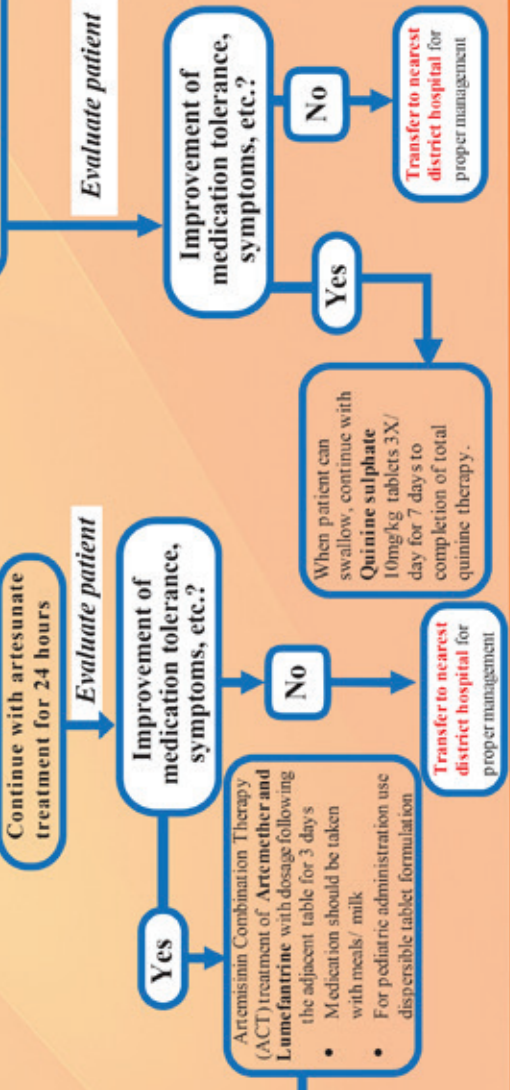 Continue with artesunate
treatment for 24 hours
Evaluate patient
Improvement of
medication tolerance,
symptoms, etc.?
Yes
No
Artemisinin Combination Therapy
(ACT) treatment of Artemether and
Lumefantrine with dosage following
the adjacent table for 3 days
• Medication should be taken
with meals/ milk
• For pediatric administration use
dispersible tablet formulation
Transfer to nearest
district hospital for
proper management
Evaluate patient
Improvement of
medication tolerance,
symptoms, etc.?
Yes
No
When patient can
swallow, continue with
Quinine sulphate
10mg/kg tablets 3X/
day for 7 days to
completion of total
quinine therapy.
Transfer to nearest
district hospital for
proper management